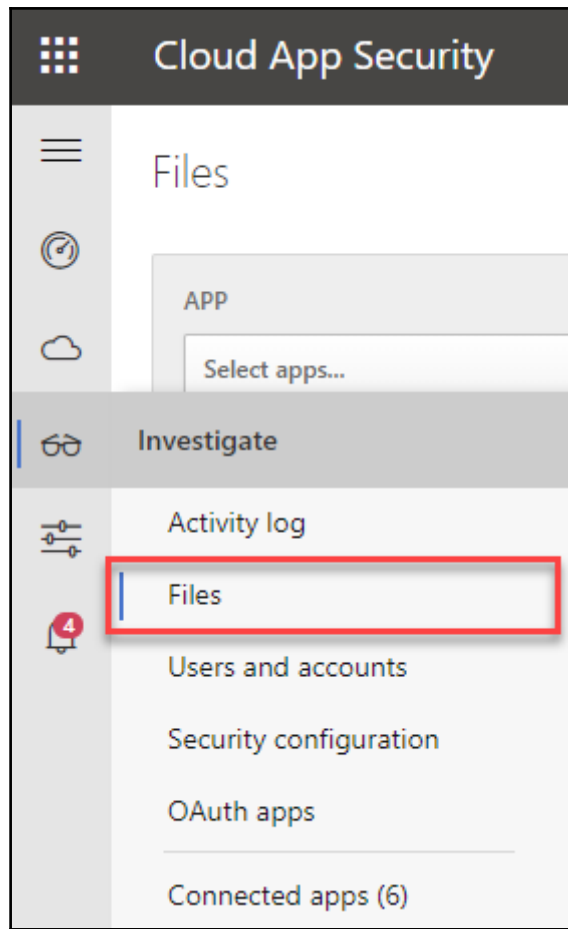 Cloud App Security
Files
APP
Select apps...
Investigate
Activity log
Files
4
Users and accounts
Security configuration
OAuth apps
Connected apps (6)